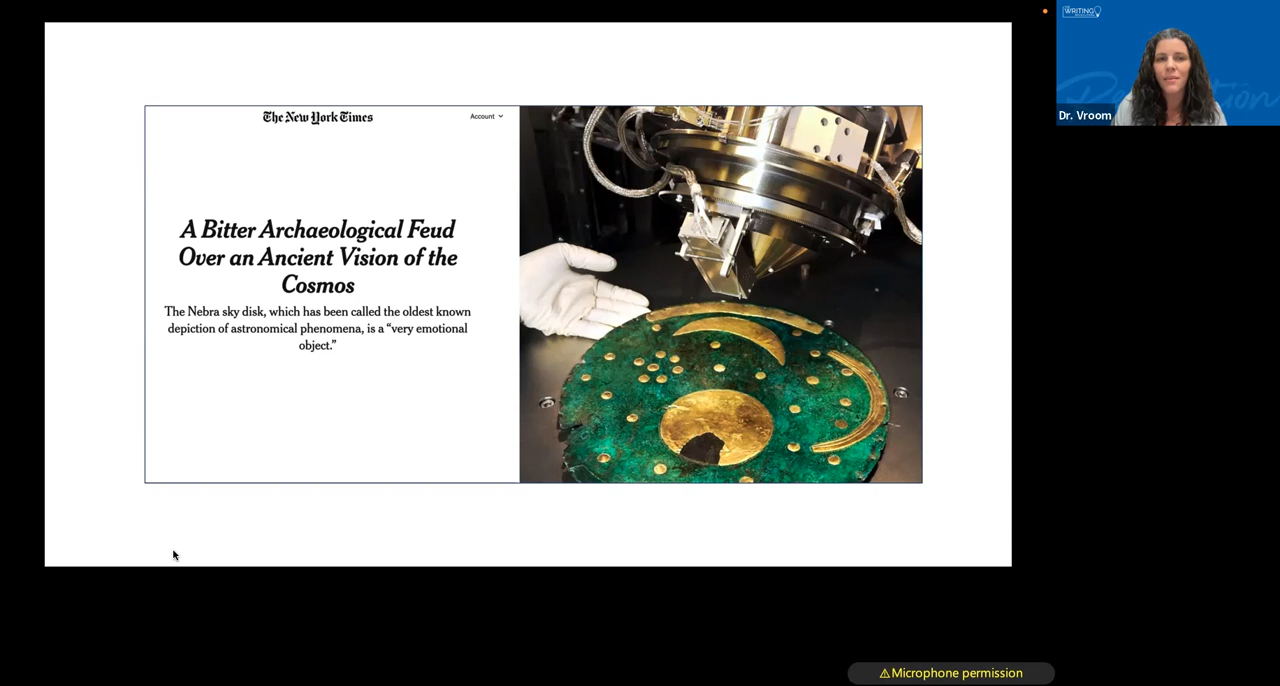 The New York Times
Account
A Bitter Archaeological Feud
Over an Ancient Vision of the
Cosmos
The Nebra sky disk, which has been called the oldest known
depiction of astronomical phenomena, is a “very emotional
object.”
WRITING
Dr. Vroom
⚠Microphone permission